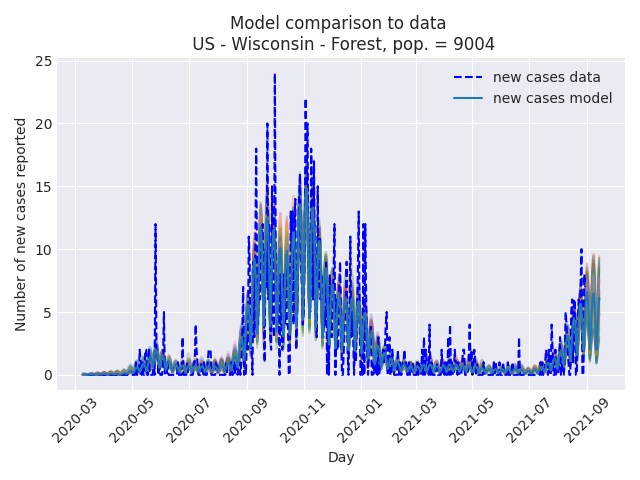 Model comparison to data
US - Wisconsin - Forest, pop. = 9004
new cases data
new cases model
Number of new cases reported
25
20
15
10
5
0
2020-03
2020-05
2020-07
2020-09
2020-11
2021-01
2021-03
2021-05
2021-07
2021-09
Day